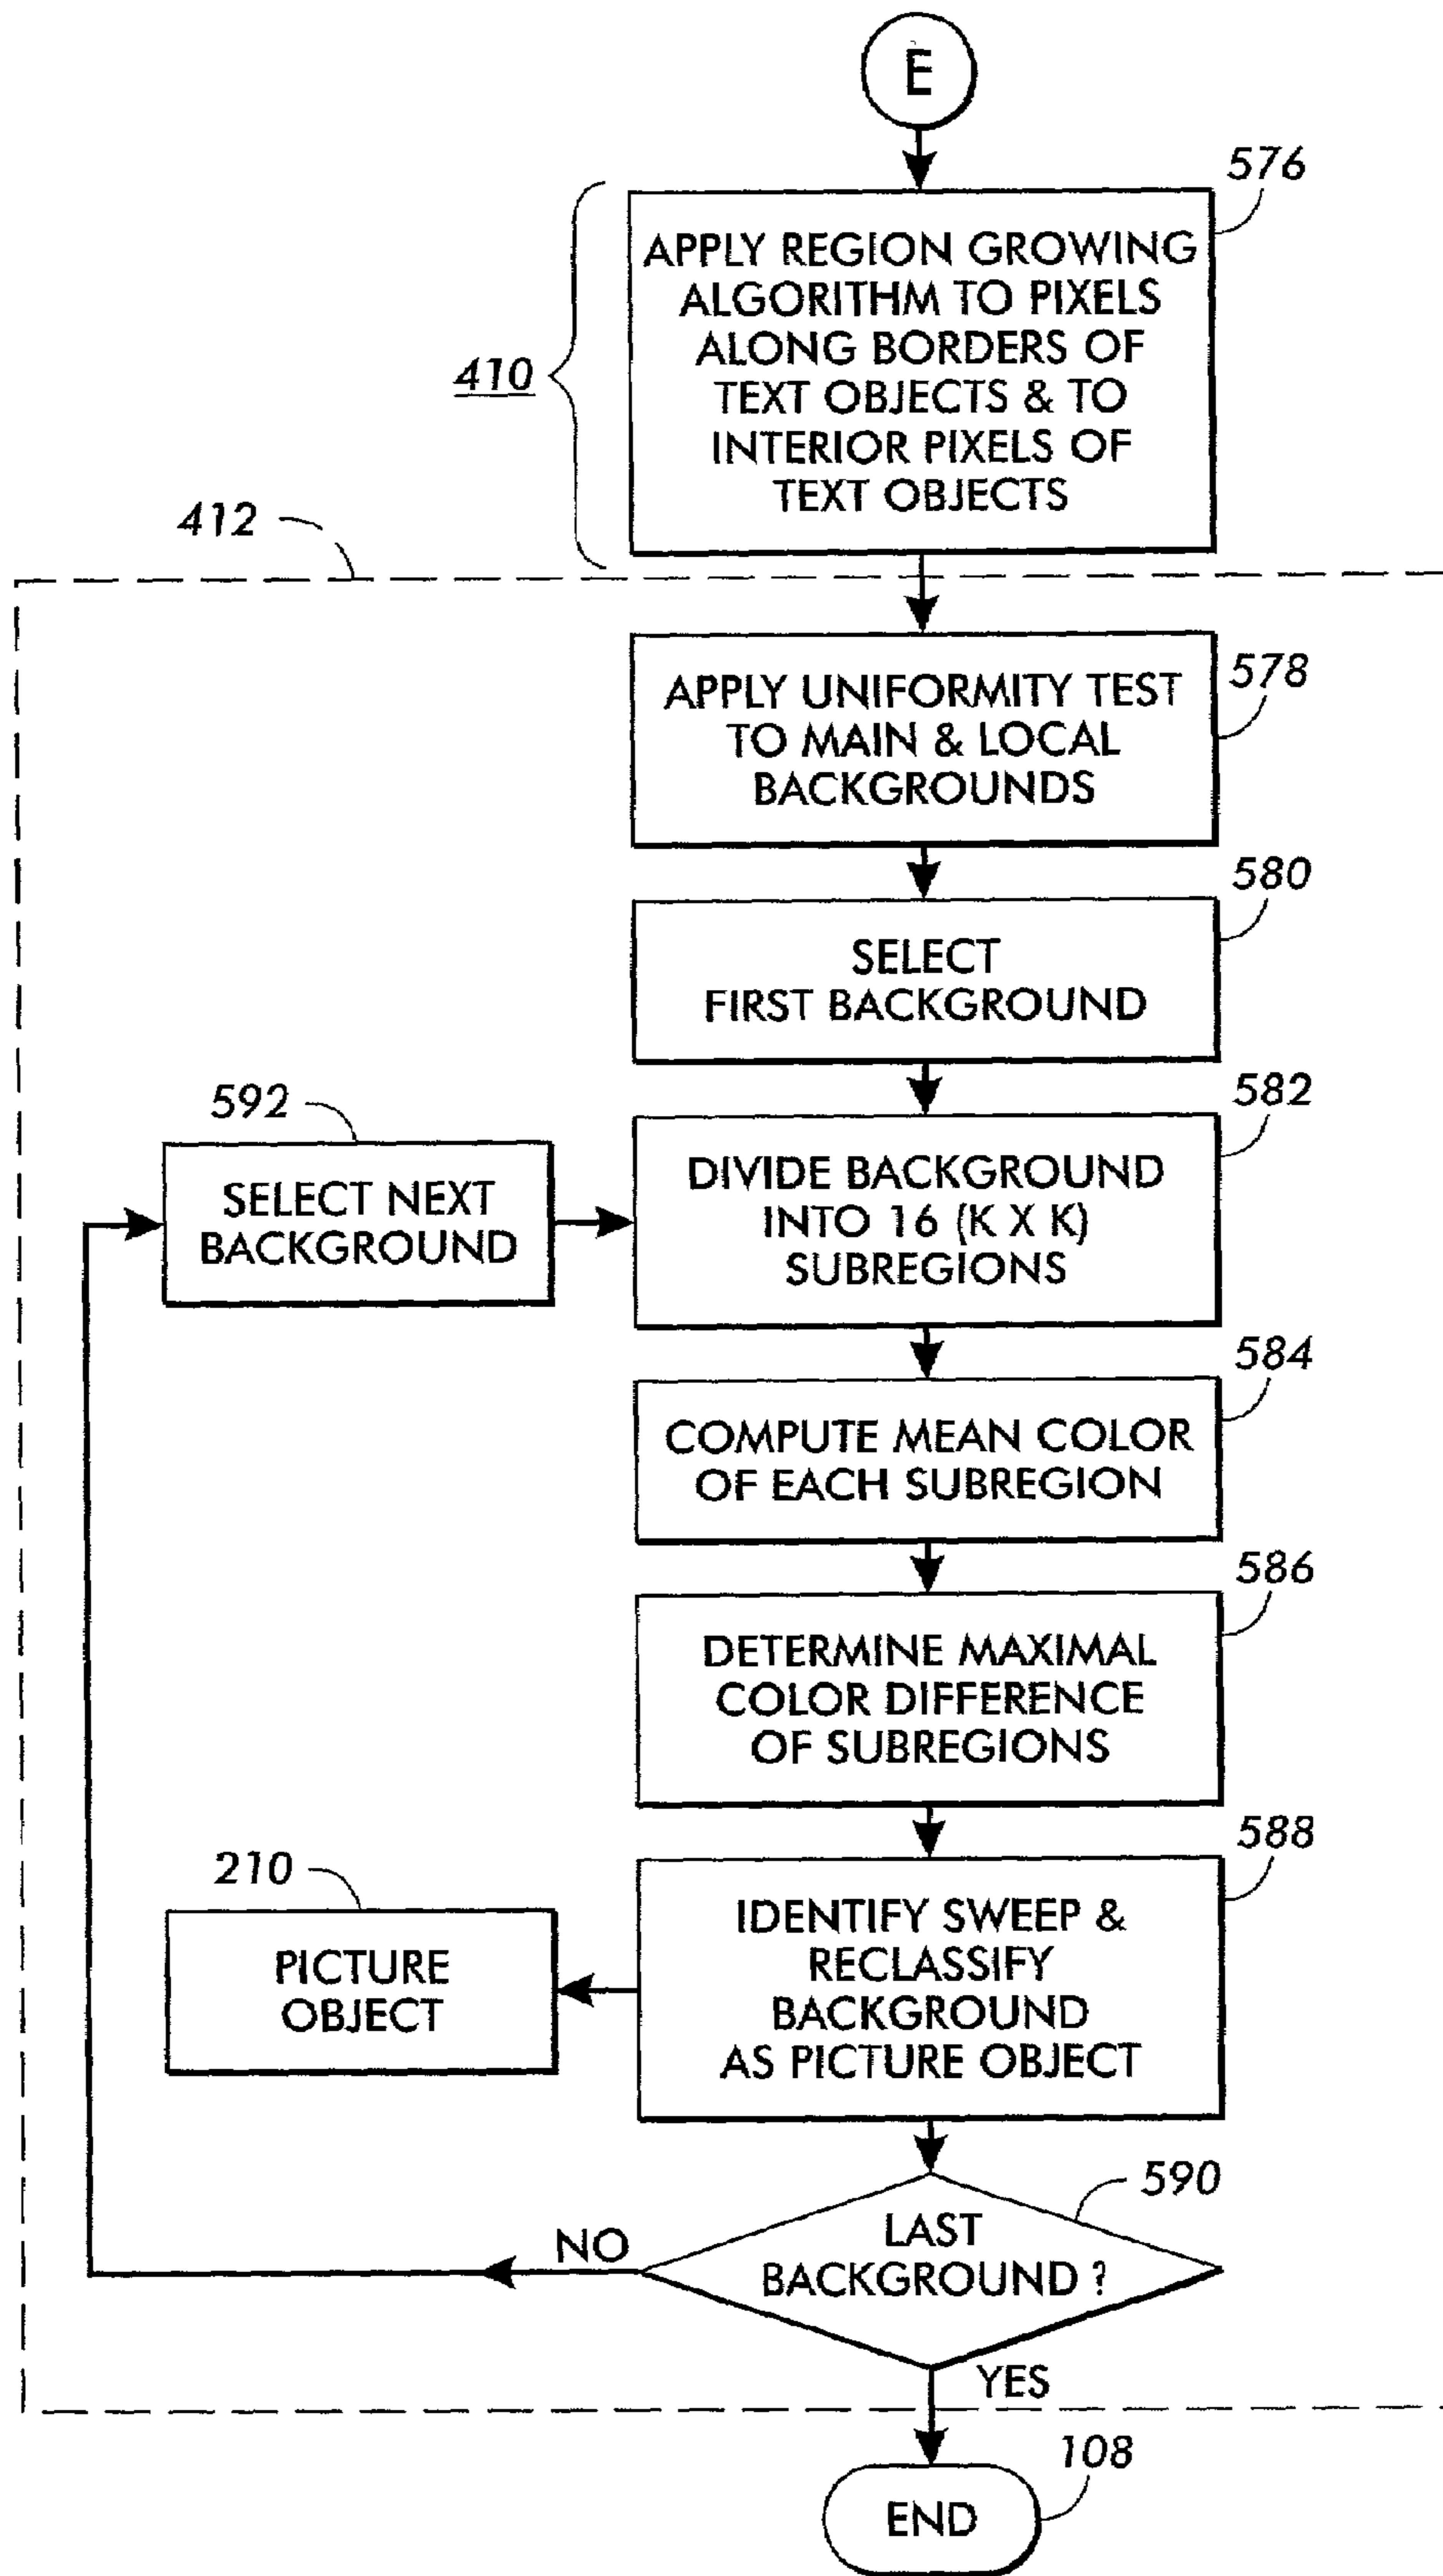 E
576
APPLY REGION GROWING
ALGORITHM TO PIXELS
ALONG BORDERS OF
TEXT OBJECTS & TO
INTERIOR PIXELS OF
TEXT OBJECTS
410
412
578
APPLY UNIFORMITY TEST
TO MAIN & LOCAL
BACKGROUNDS
580
SELECT
FIRST BACKGROUND
592
SELECT NEXT
BACKGROUND
582
DIVIDE BACKGROUND
INTO 16 (K X K)
SUBREGIONS
584
COMPUTE MEAN COLOR
OF EACH SUBREGION
586
DETERMINE MAXIMAL
COLOR DIFFERENCE
OF SUBREGIONS
588
IDENTIFY SWEEP &
RECLASSIFY
BACKGROUND
AS PICTURE OBJECT
210
PICTURE
OBJECT
590
LAST
BACKGROUND ?
NO
YES
108
END